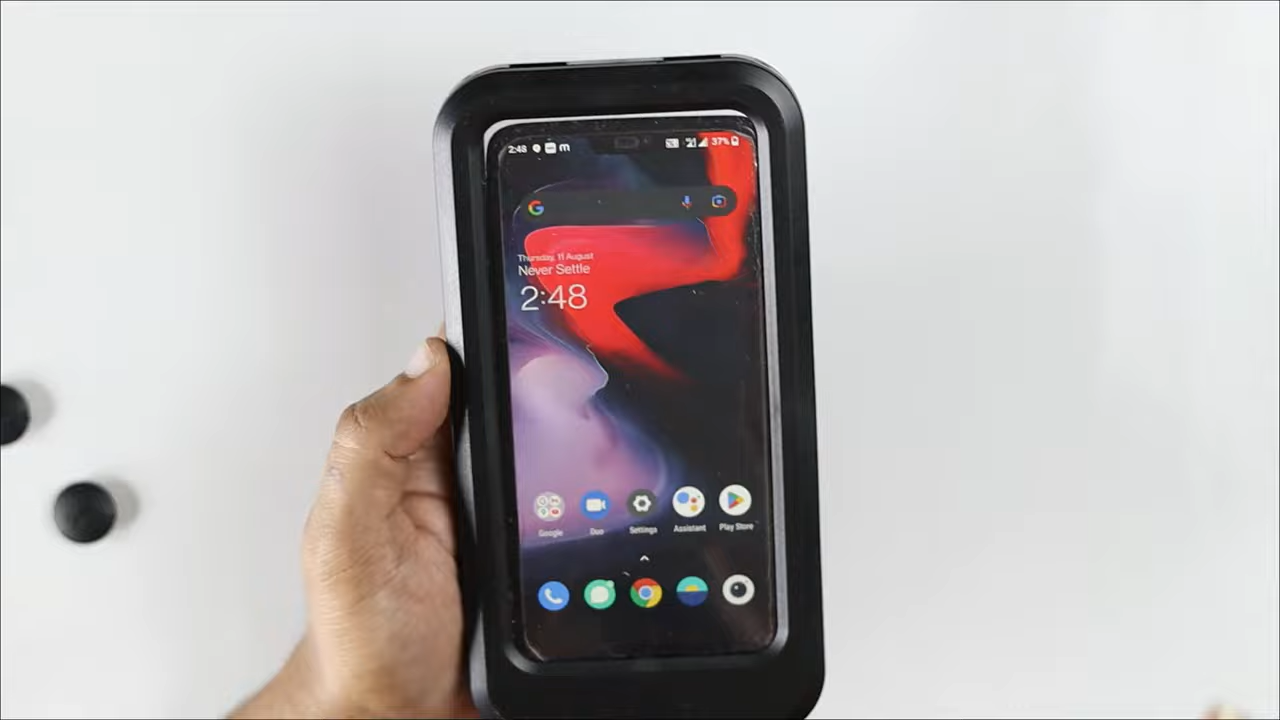 2:48 m 37%
Thursday, 11 August
Never Settle
2:48
Google Duo Settings Assistant Play Store